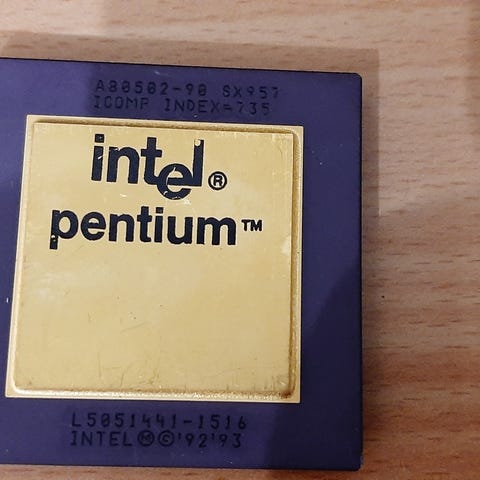 A80502-90 SX957
ICOMP INDEX=735
intel®
pentium™
L5051441-1516
INTEL Ⓜ©'92'93